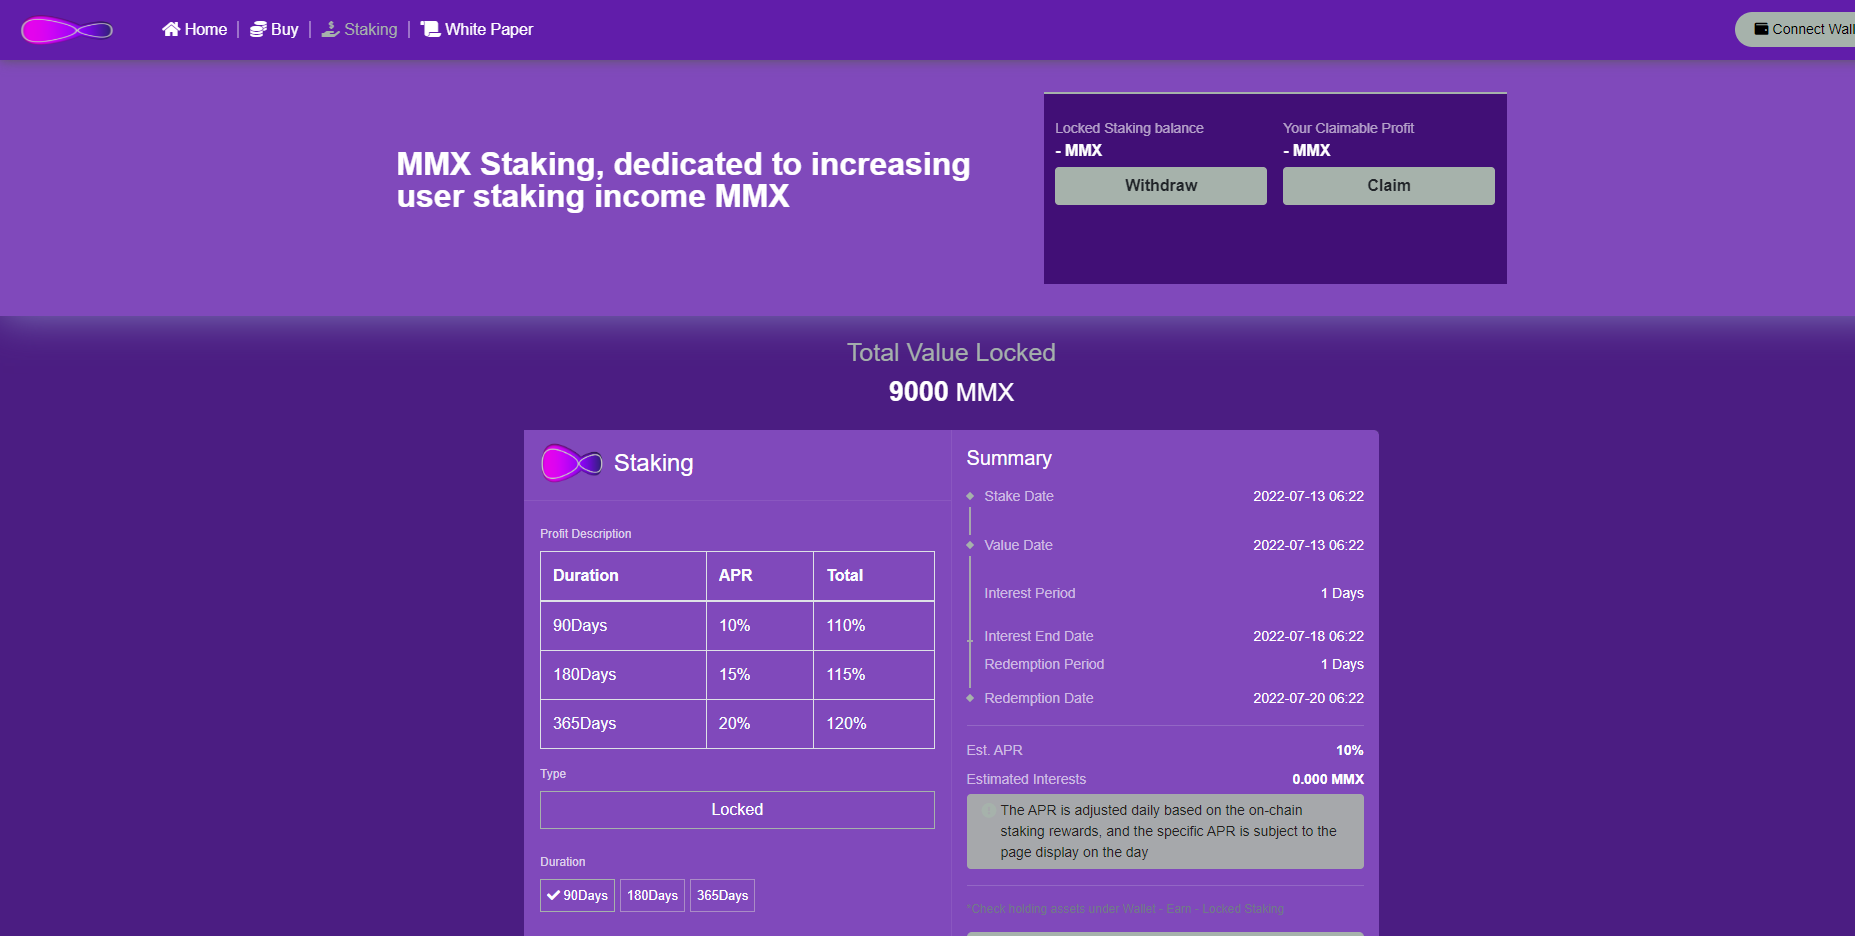 Home | Buy | Staking | White Paper
Connect Wall
MMX Staking, dedicated to increasing
user staking income MMX
Locked Staking balance
- MMX
Withdraw
Your Claimable Profit
- MMX
Claim
Total Value Locked
9000 MMX
Staking
Profit Description
Duration APR Total
90Days 10% 110%
180Days 15% 115%
365Days 20% 120%
Type
Locked
Duration
90Days 180Days 365Days
Summary
Stake Date 2022-07-13 06:22
Value Date 2022-07-13 06:22
Interest Period 1 Days
Interest End Date 2022-07-18 06:22
Redemption Period 1 Days
Redemption Date 2022-07-20 06:22
Est. APR 10%
Estimated Interests 0.000 MMX
The APR is adjusted daily based on the on-chain
staking rewards, and the specific APR is subject to the
page display on the day
*Check holding assets under Wallet - Earn - Locked Staking